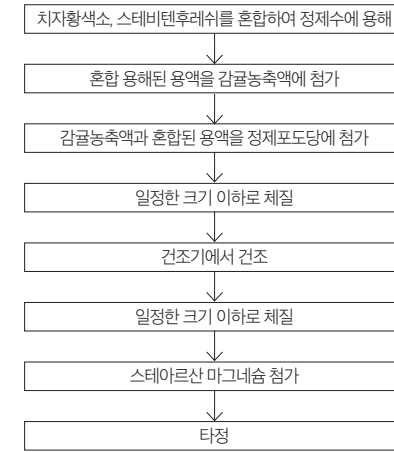 치자황색소, 스테비텐후레쉬를 혼합하여 정제수에 용해
혼합 용해된 용액을 감귤농축액에 첨가
감귤농축액과 혼합된 용액을 정제포도당에 첨가
일정한 크기 이하로 체질
건조기에서 건조
일정한 크기 이하로 체질
스테아르산 마그네슘 첨가
타정